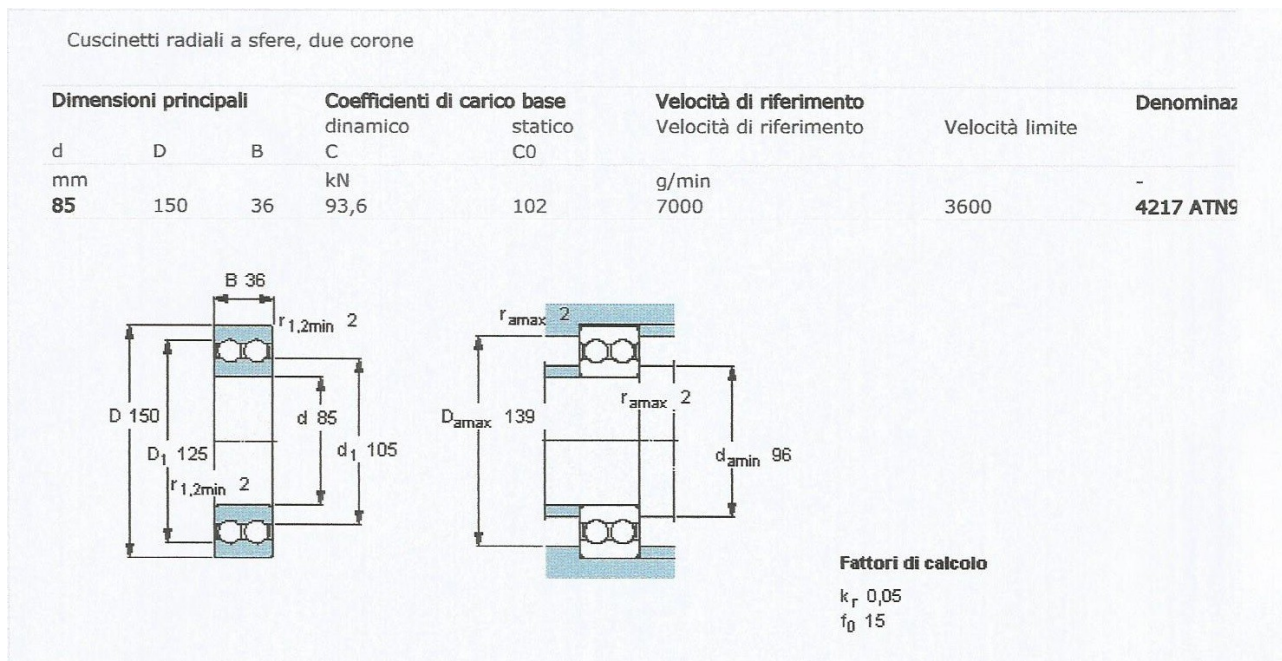 Cuscinetti radiali a sfere, due corone
Dimensioni principali Coefficienti di carico base Velocità di riferimento Denominaz
dinamico statico Velocità di riferimento Velocità limite
d D B C C0
mm kN g/min -
85 150 36 93,6 102 7000 3600 4217 ATN9
B 36
r1,2min 2
D 150
d 85
D1 125
d1 105
r1,2min 2
ramax 2
ramax 2
Damax 139
damin 96
Fattori di calcolo
kr 0,05
f0 15